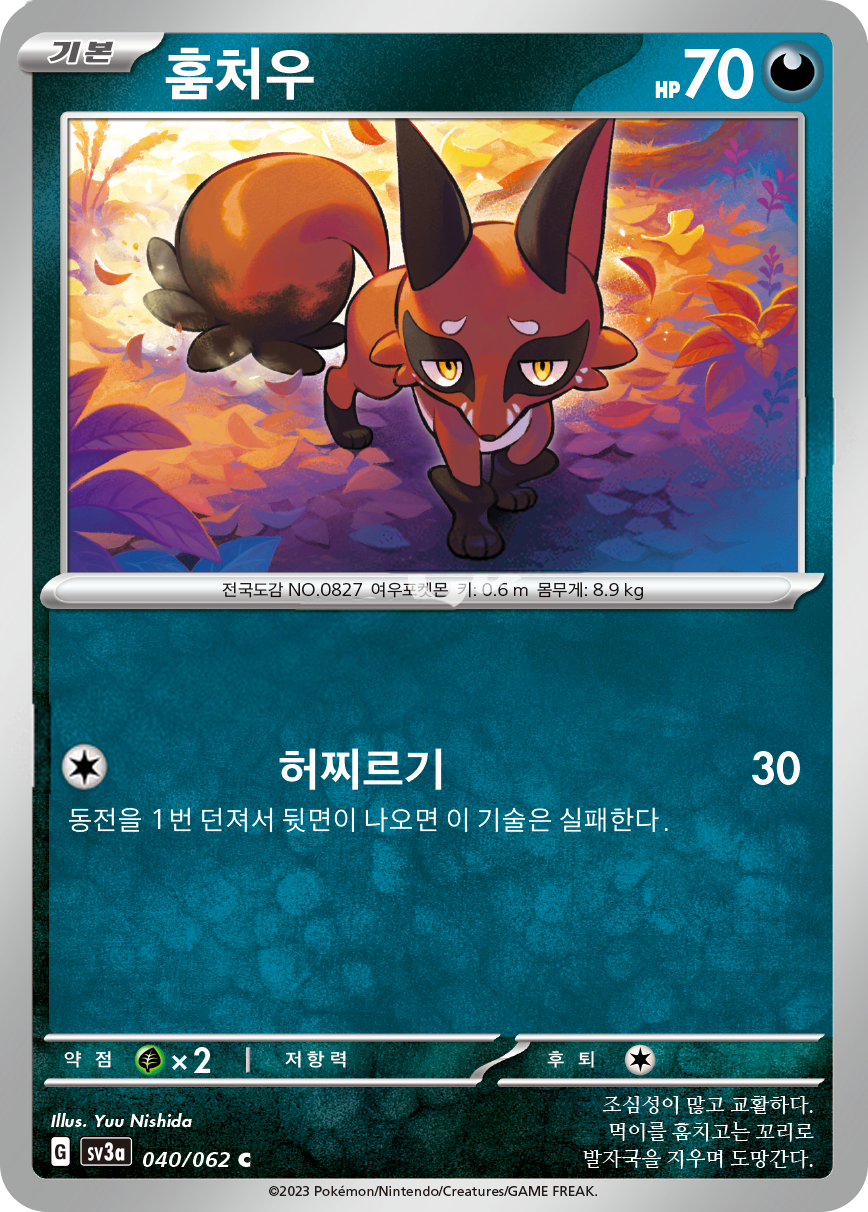 기본
훔처우
HP 70
전국도감 NO.0827 여우포켓몬 키: 0.6 m 몸무게: 8.9 kg
허찌르기 30
동전을 1번 던져서 뒷면이 나오면 이 기술은 실패한다.
약점 ×2 저항력 후퇴
Illus. Yuu Nishida
조심성이 많고 교활하다.
먹이를 훔치고는 꼬리로
발자국을 지우며 도망간다.
G sv3a 040/062 C
©2023 Pokémon/Nintendo/Creatures/GAME FREAK.